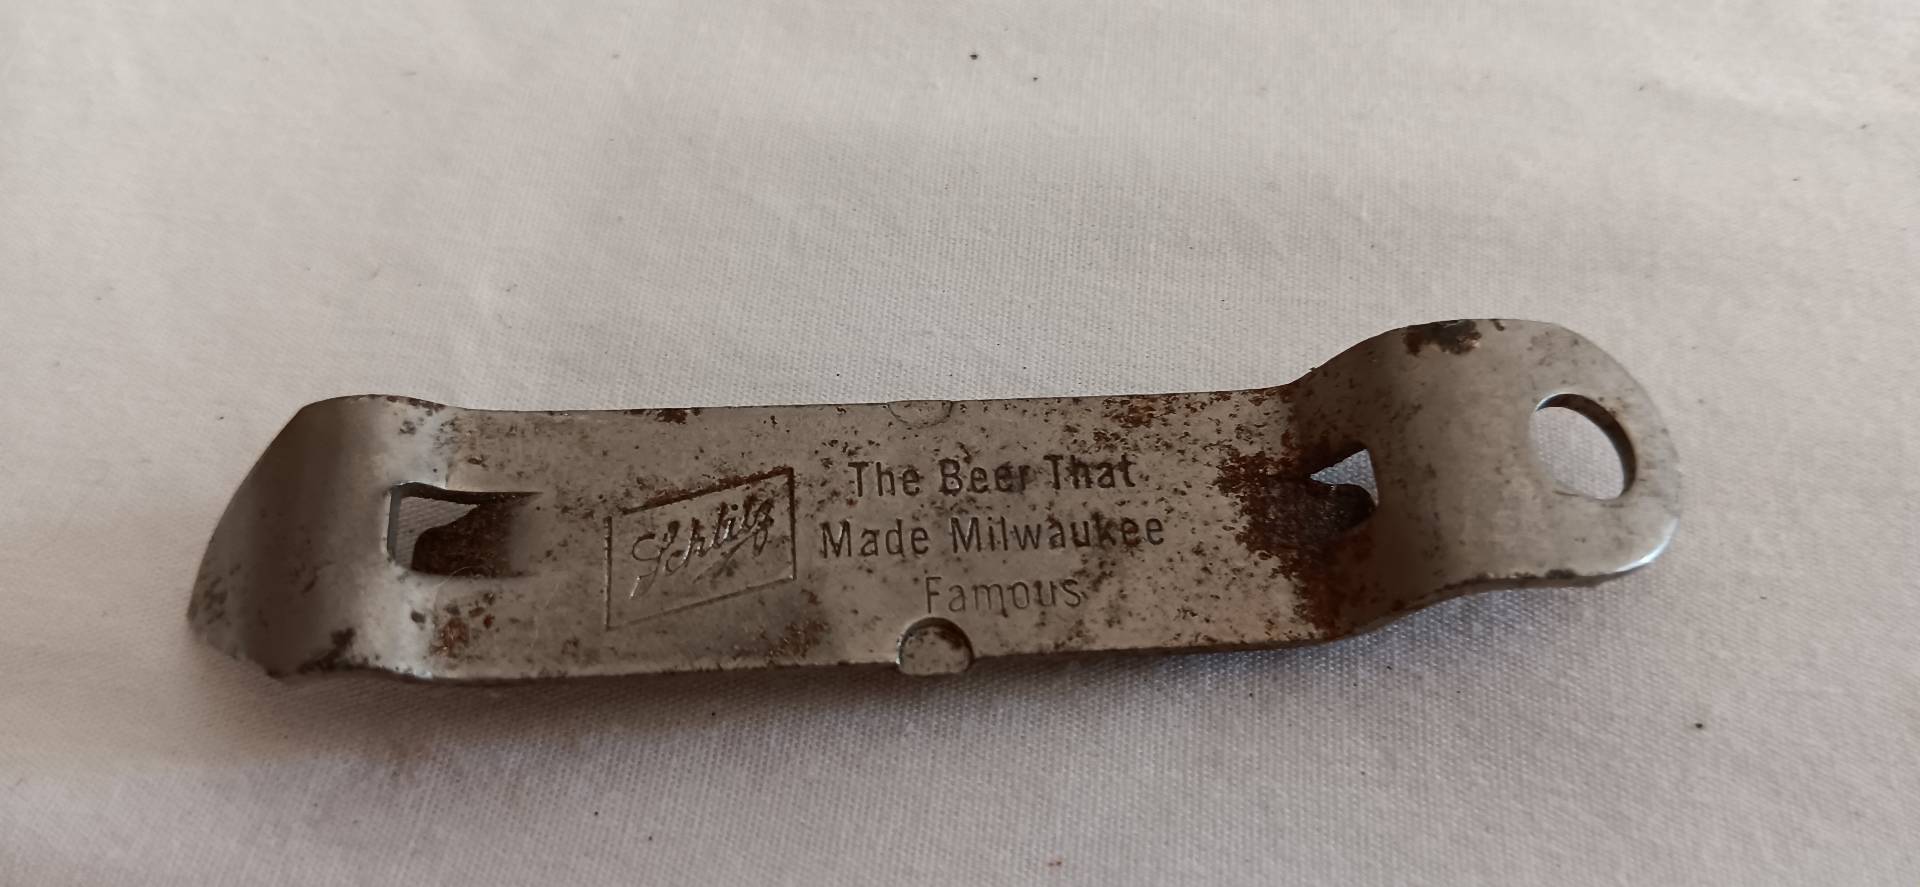 Schlitz
The Beer That
Made Milwaukee
Famous